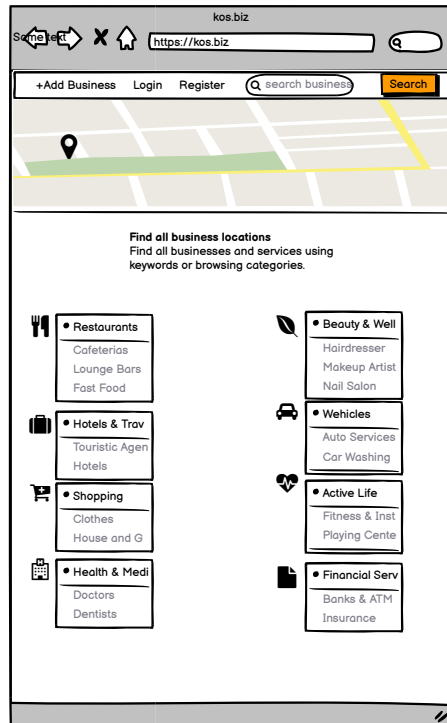 kos.biz
Some text
https://kos.biz
+Add Business Login Register search business Search
Find all business locations
Find all businesses and services using
keywords or browsing categories.
Restaurants
Cafeterias
Lounge Bars
Fast Food
Hotels & Trav
Touristic Agen
Hotels
Shopping
Clothes
House and G
Health & Medi
Doctors
Dentists
Beauty & Well
Hairdresser
Makeup Artist
Nail Salon
Wehicles
Auto Services
Car Washing
Active Life
Fitness & Inst
Playing Cente
Financial Serv
Banks & ATM
Insurance